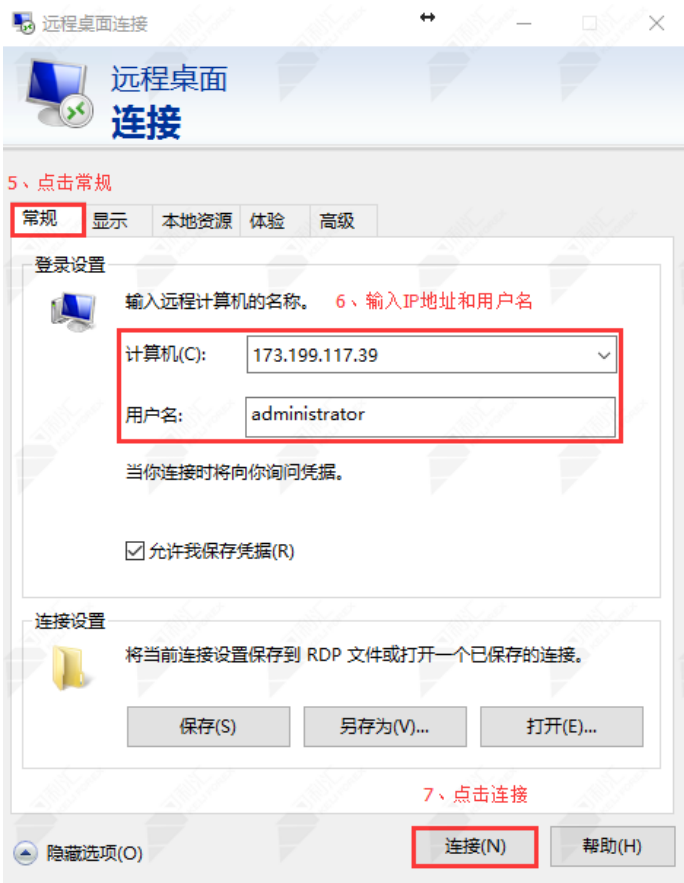 远程桌面连接
远程桌面
连接
5、点击常规
常规 显示 本地资源 体验 高级
登录设置
输入远程计算机的名称。 6、输入IP地址和用户名
计算机(C): 173.199.117.39
用户名: administrator
当你连接时将向你询问凭据。
允许我保存凭据(R)
连接设置
将当前连接设置保存到 RDP 文件或打开一个已保存的连接。
保存(S) 另存为(V)... 打开(E)...
7、点击连接
隐藏选项(O) 连接(N) 帮助(H)